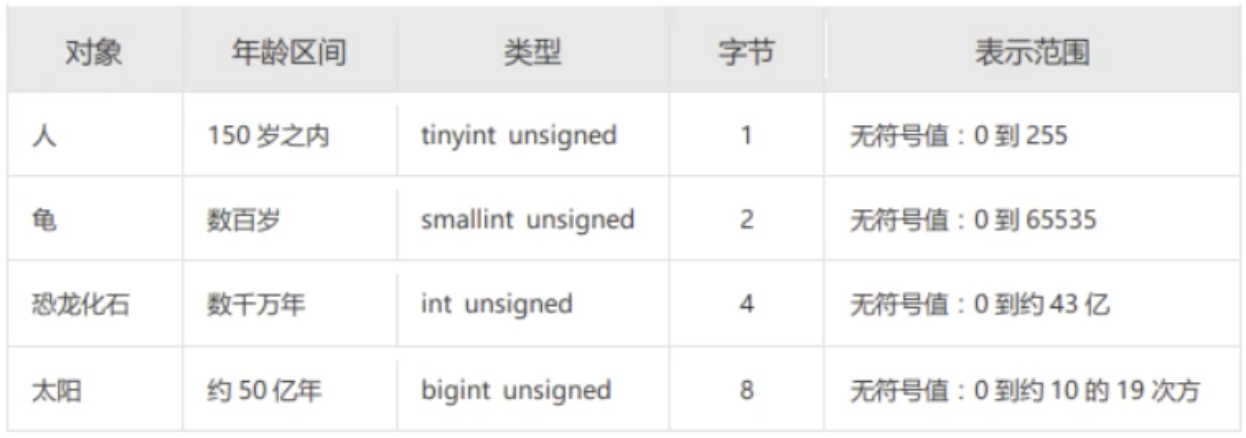 对象 年龄区间 类型 字节 表示范围
人 150 岁之内 tinyint unsigned 1 无符号值：0 到 255
龟 数百岁 smallint unsigned 2 无符号值：0 到 65535
恐龙化石 数千万年 int unsigned 4 无符号值：0 到约 43 亿
太阳 约 50 亿年 bigint unsigned 8 无符号值：0 到约 10 的 19 次方